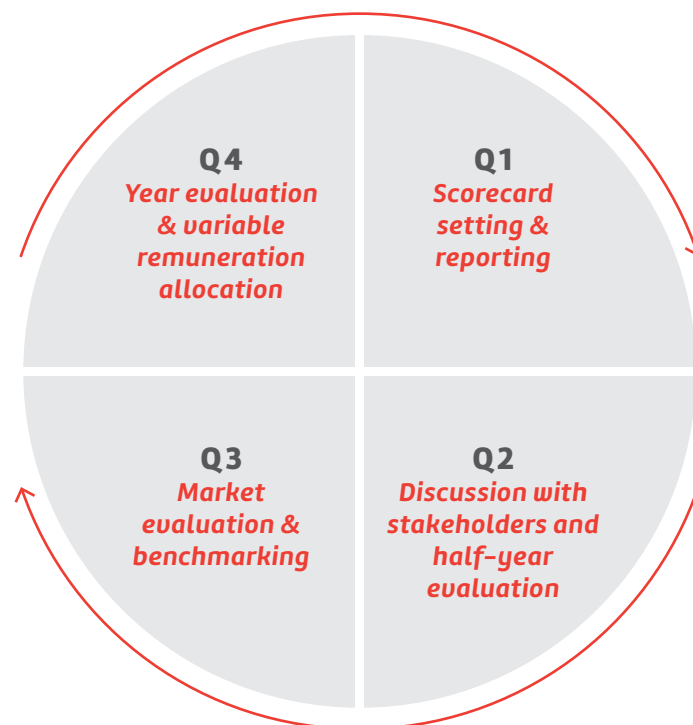 Q4
Year evaluation
& variable
remuneration
allocation
Q1
Scorecard
setting &
reporting
Q3
Market
evaluation &
benchmarking
Q2
Discussion with
stakeholders and
half-year
evaluation